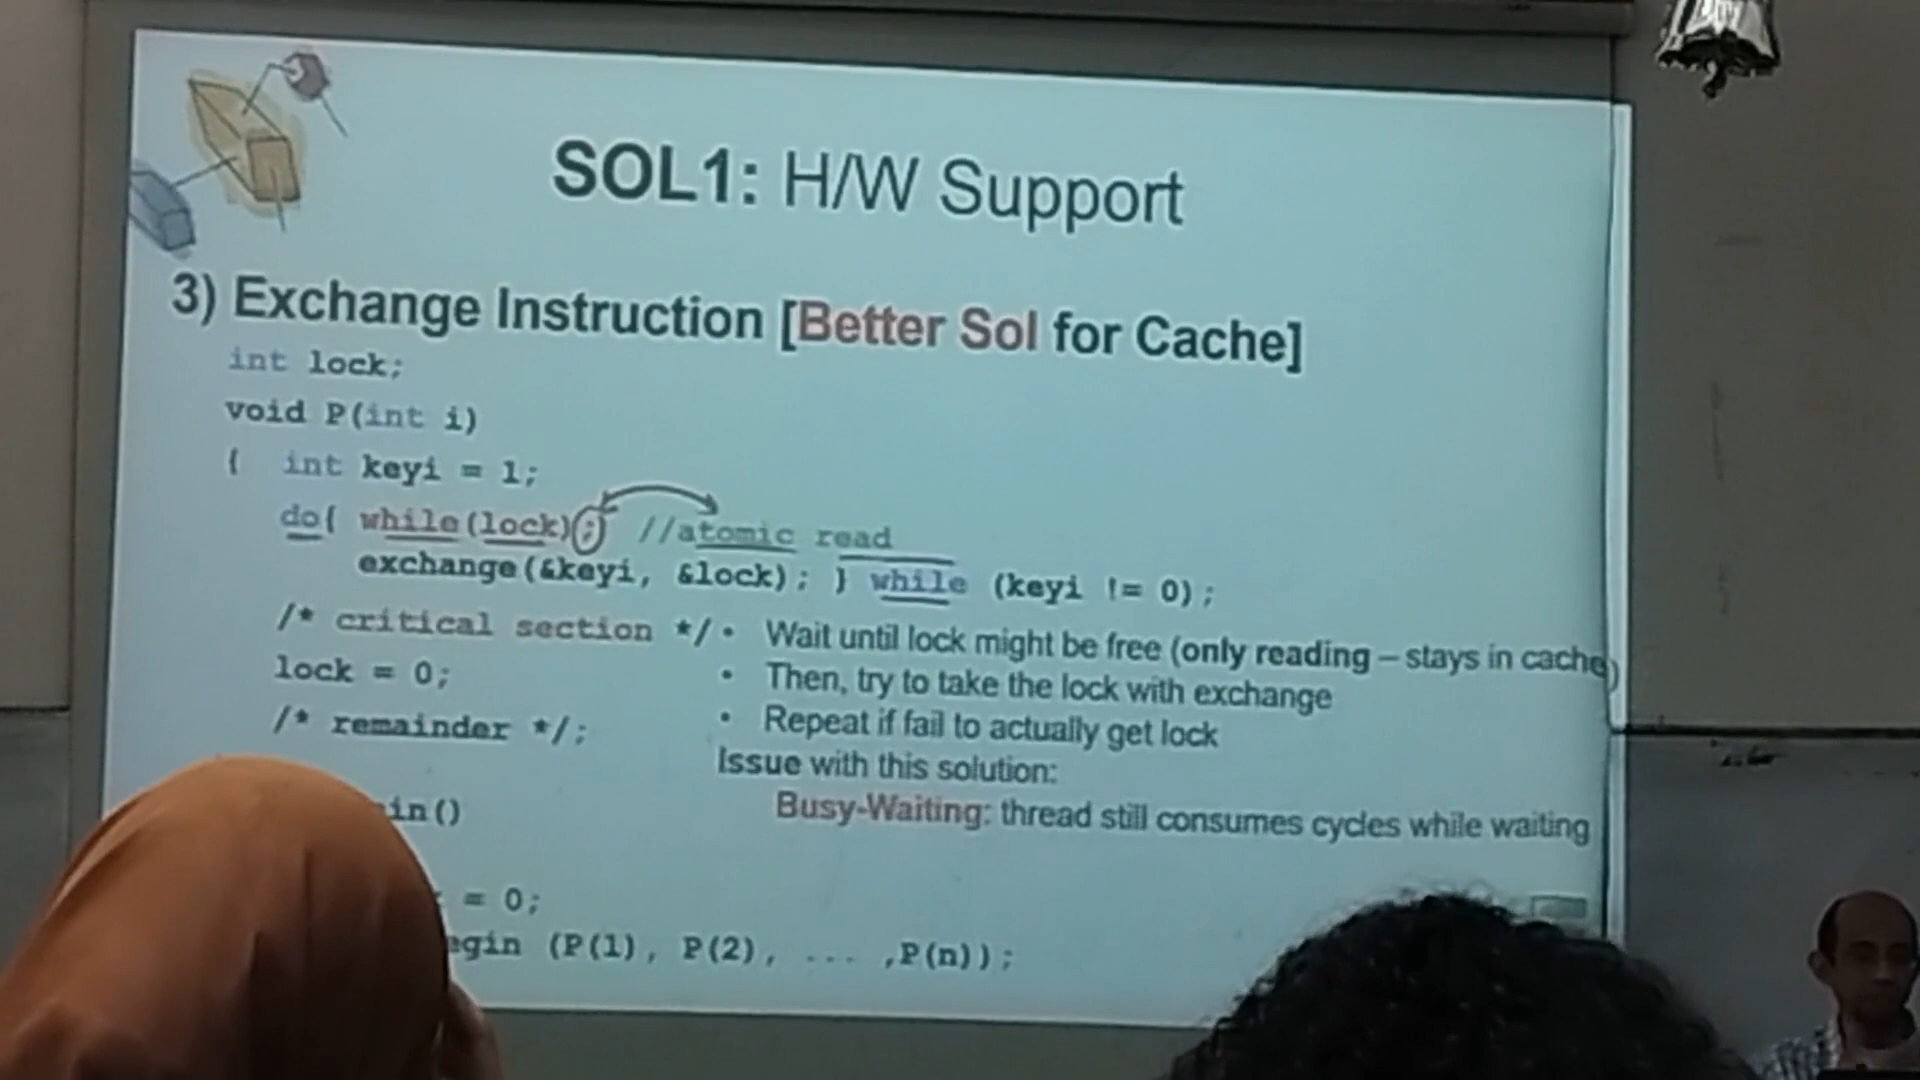 SOL1: H/W Support
3) Exchange Instruction [Better Sol for Cache]
int lock;
void P(int i)
{ int keyi = 1;
do{ while(lock); //atomic read
exchange(&keyi, &lock); } while (keyi != 0);
/* critical section */
lock = 0;
/* remainder */;
• Wait until lock might be free (only reading – stays in cache)
• Then, try to take the lock with exchange
• Repeat if fail to actually get lock
Issue with this solution:
Busy-Waiting: thread still consumes cycles while waiting
in()
= 0;
egin (P(1), P(2), ... ,P(n));